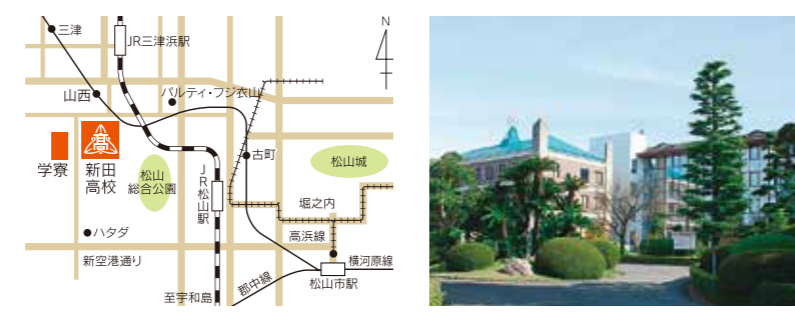 三津
JR三津浜駅
N
山西
パルティ・フジ衣山
高
学寮
新田
高校
松山
総合公園
JR松山駅
古町
松山城
堀之内
ハタダ
高浜線
新空港通り
横河原線
郡中線
松山市駅
至宇和島